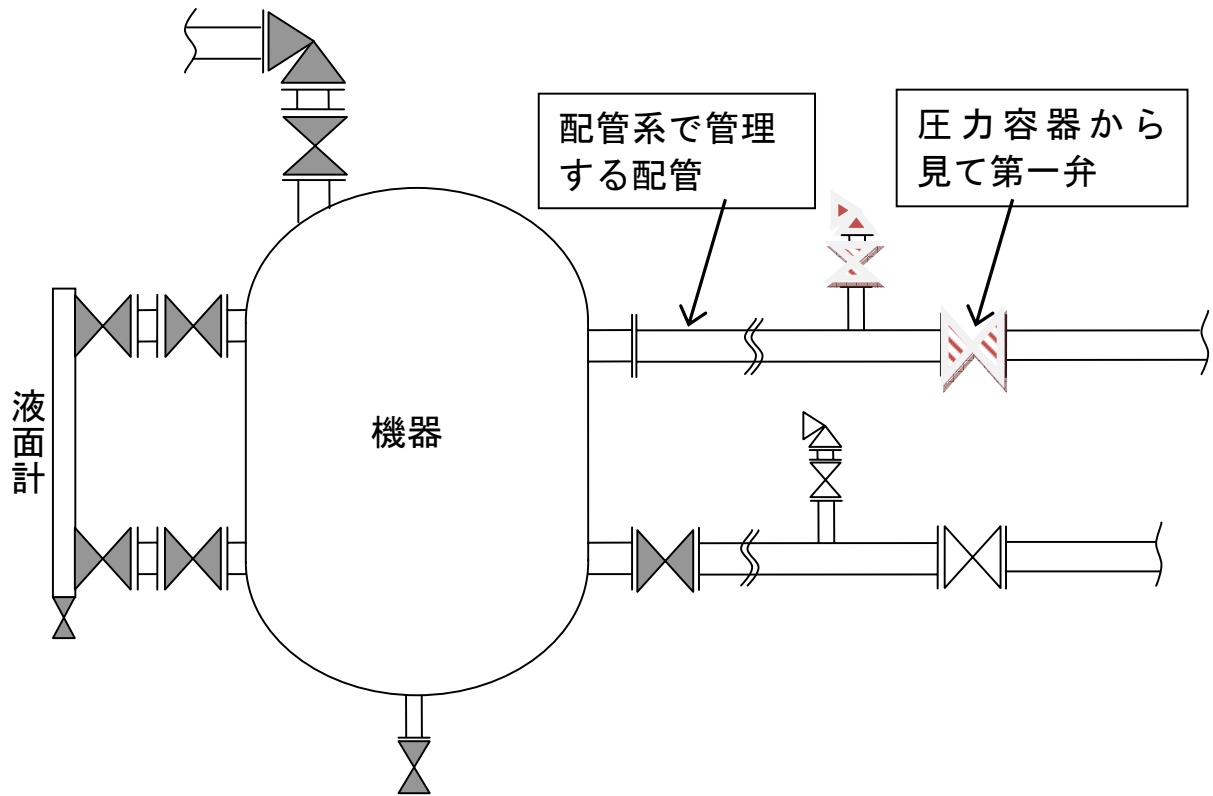 配管系で管理
する配管
圧力容器から
見て第一弁
液面計
機器